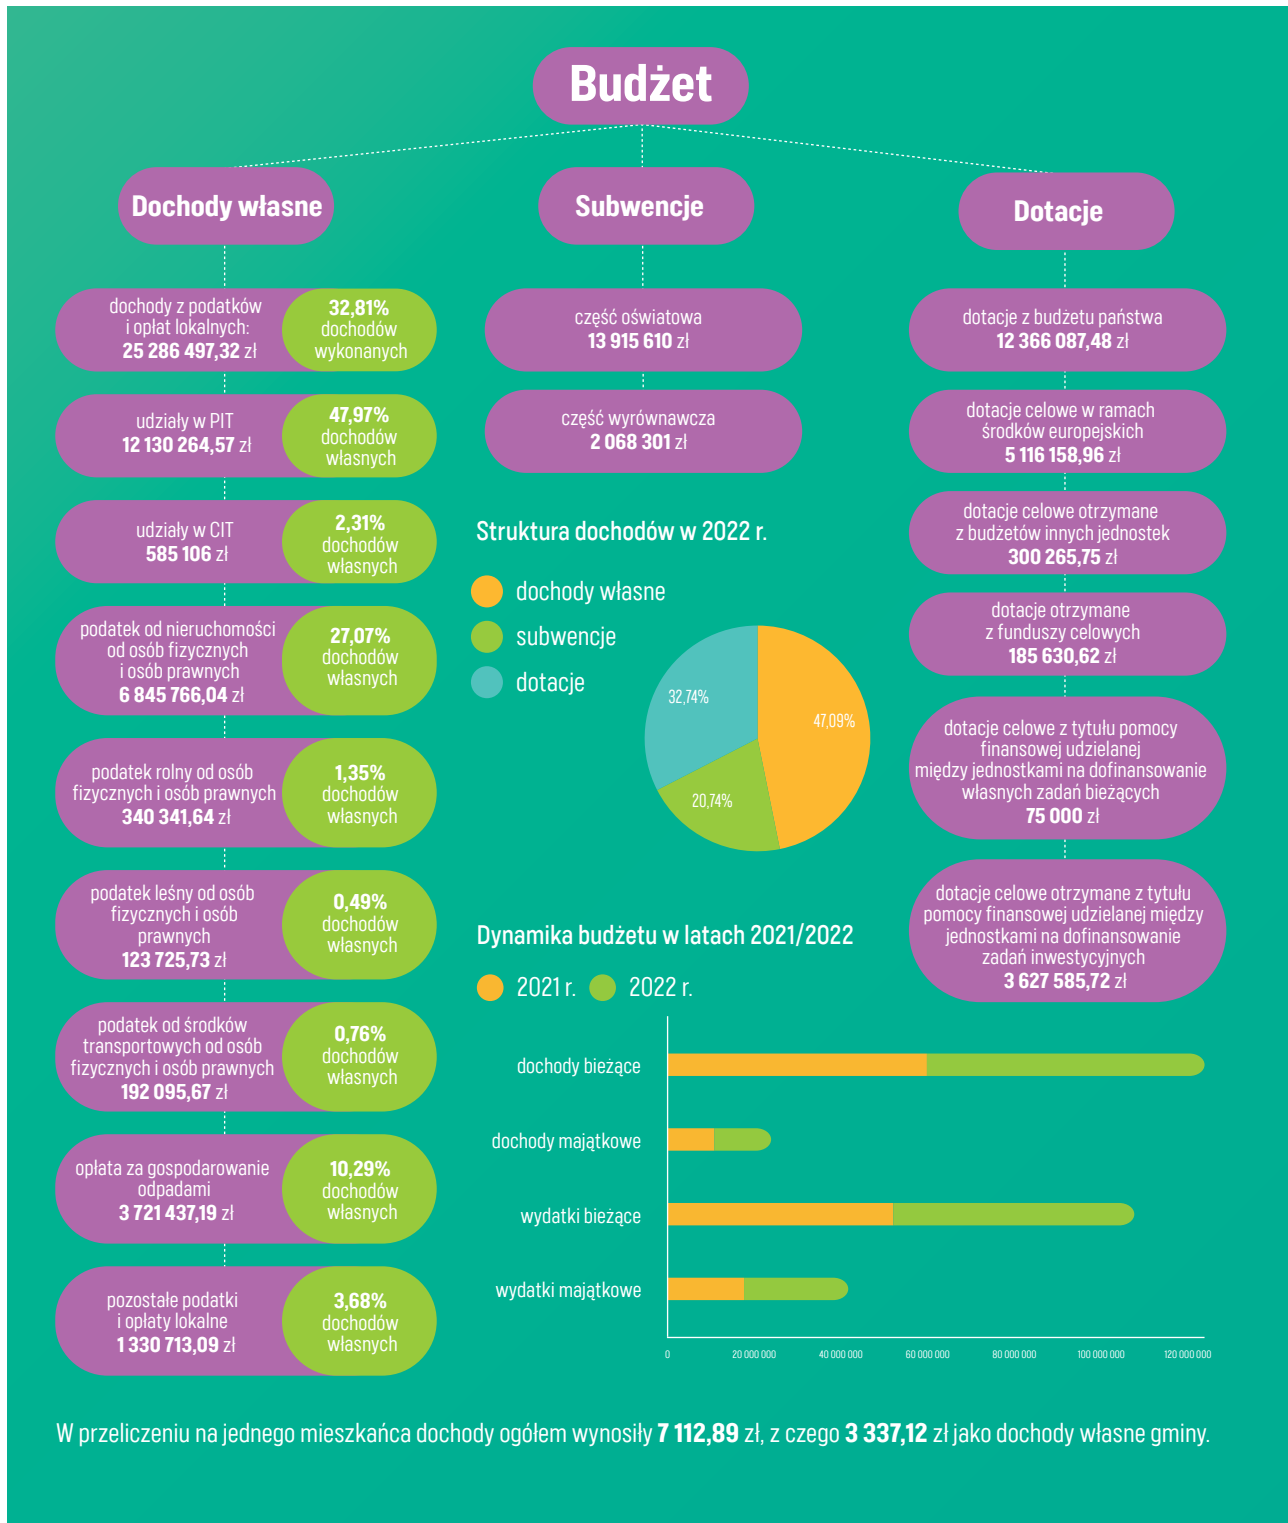 Budżet
Dochody własne
dochody z podatków
i opłat lokalnych:
25 286 497,32 zł
32,81%
dochodów
wykonanych
udziały w PIT
12 130 264,57 zł
47,97%
dochodów
własnych
udziały w CIT
585 106 zł
2,31%
dochodów
własnych
podatek od nieruchomości
od osób fizycznych
i osób prawnych
6 845 766,04 zł
27,07%
dochodów
własnych
podatek rolny od osób
fizycznych i osób prawnych
340 341,64 zł
1,35%
dochodów
własnych
podatek leśny od osób
fizycznych i osób
prawnych
123 725,73 zł
0,49%
dochodów
własnych
podatek od środków
transportowych od osób
fizycznych i osób prawnych
192 095,67 zł
0,76%
dochodów
własnych
opłata za gospodarowanie
odpadami
3 721 437,19 zł
10,29%
dochodów
własnych
pozostałe podatki
i opłaty lokalne
1 330 713,09 zł
3,68%
dochodów
własnych
Subwencje
część oświatowa
13 915 610 zł
część wyrównawcza
2 068 301 zł
Struktura dochodów w 2022 r.
dochody własne
subwencje
dotacje
32,74%
47,09%
20,74%
Dynamika budżetu w latach 2021/2022
2021 r.
2022 r.
dochody bieżące
dochody majątkowe
wydatki bieżące
wydatki majątkowe
0
20 000 000
40 000 000
60 000 000
80 000 000
100 000 000
120 000 000
Dotacje
dotacje z budżetu państwa
12 366 087,48 zł
dotacje celowe w ramach
środków europejskich
5 116 158,96 zł
dotacje celowe otrzymane
z budżetów innych jednostek
300 265,75 zł
dotacje otrzymane
z funduszy celowych
185 630,62 zł
dotacje celowe z tytułu pomocy
finansowej udzielanej
między jednostkami na dofinansowanie
własnych zadań bieżących
75 000 zł
dotacje celowe otrzymane z tytułu
pomocy finansowej udzielanej między
jednostkami na dofinansowanie
zadań inwestycyjnych
3 627 585,72 zł
W przeliczeniu na jednego mieszkańca dochody ogółem wynosiły 7 112,89 zł, z czego 3 337,12 zł jako dochody własne gminy.